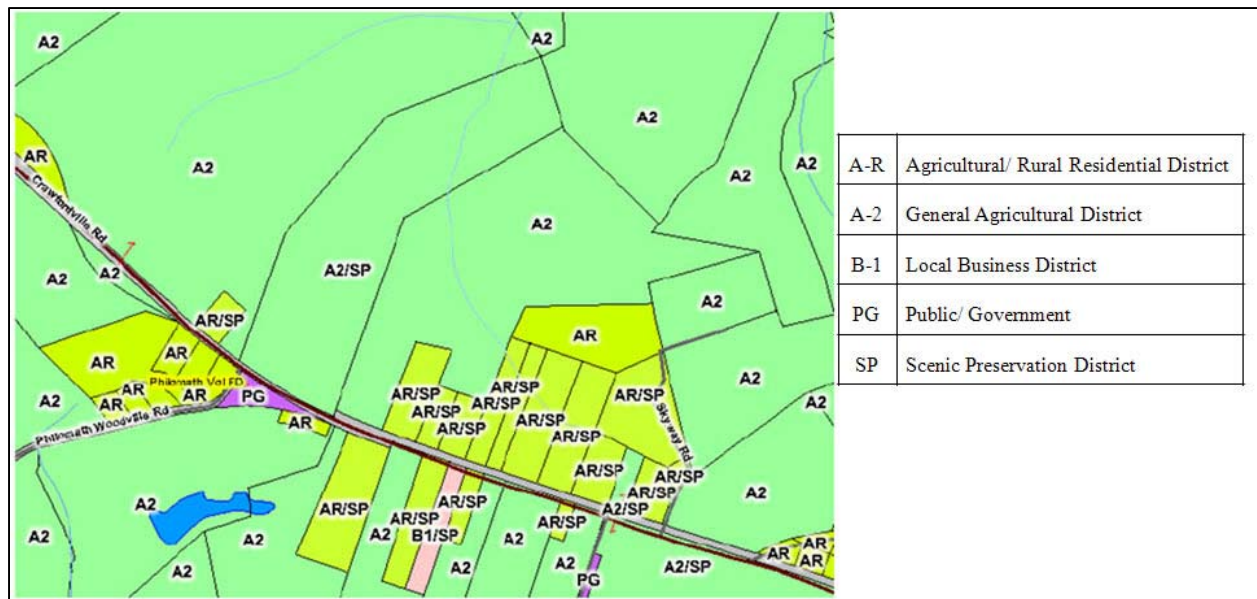 A2
A2
A2
AR
A2
A2
A2
A2
Crawfordville Rd
A2/SP
A2
A2
A2
AR/SP
AR
AR
AR
A2
AR
AR
AR
Philomath Vol FD
PG
AR
A2
Philomath Woodville Rd
AR/SP
AR/SP
AR/SP
AR/SP
AR/SP
AR/SP
AR/SP
AR/SP
Skyway Rd
A2
A2
AR/SP
AR/SP
AR/SP
A2/SP
A2
AR/SP
AR/SP
AR/SP
B1/SP
AR/SP
A2
A2
A2
A2
A2
A2
A2
A2
PG
A2/SP
AR
AR
AR
AR
A-R Agricultural/ Rural Residential District
A-2 General Agricultural District
B-1 Local Business District
PG Public/ Government
SP Scenic Preservation District